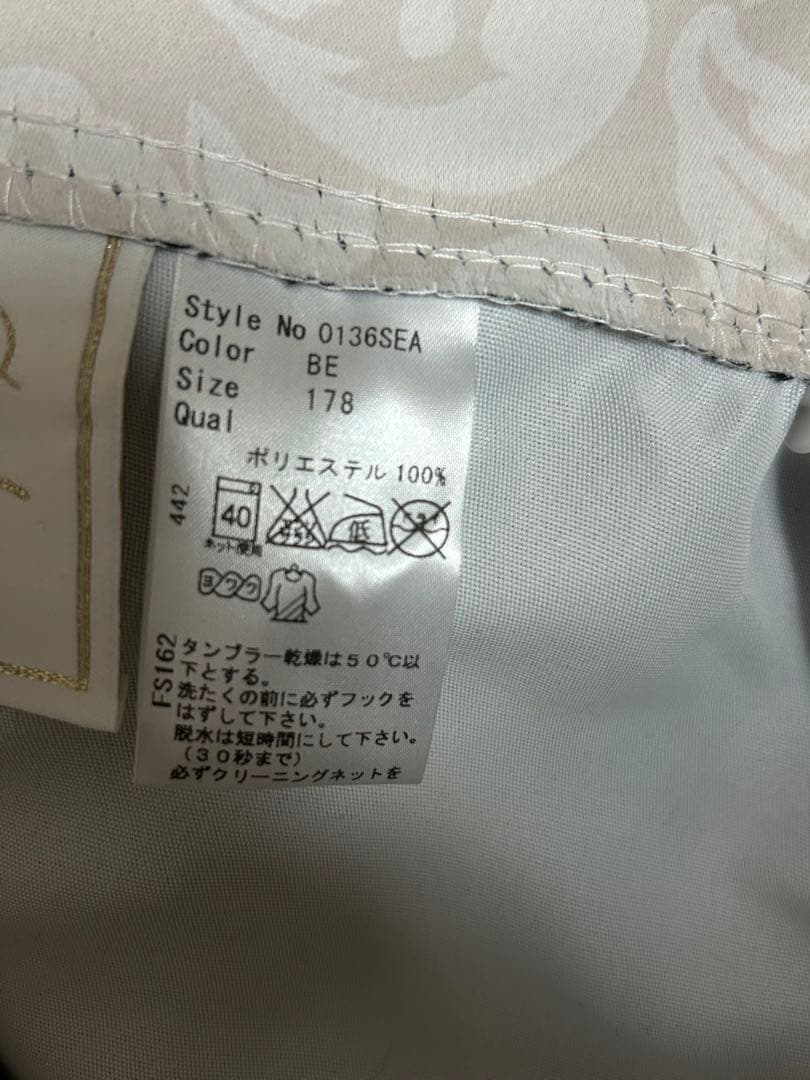 Style No 0136SEA
Color BE
Size 178
Qual
ポリエステル 100%
442
40
ネット使用
低
ヨワク
FS162
タンブラー乾燥は50℃以
下とする。
洗たくの前に必ずフックを
はずして下さい。
脱水は短時間にして下さい。
(30秒まで)
必ずクリーニングネットを